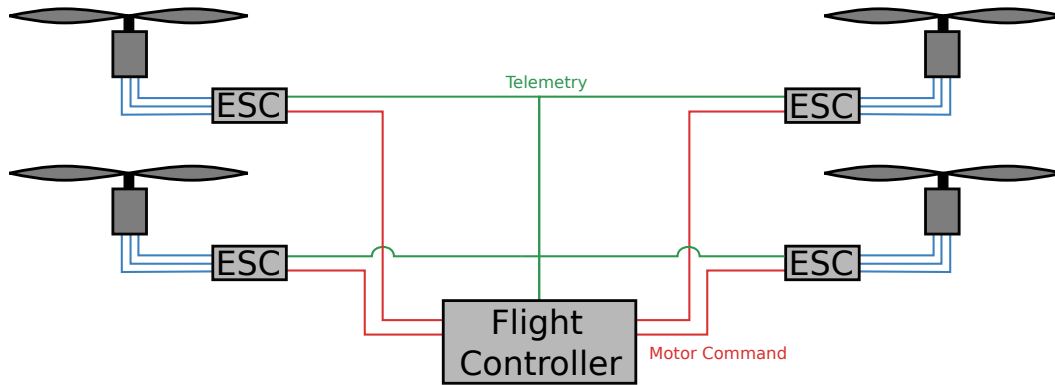 Telemetry
ESC
ESC
ESC
ESC
Flight
Controller
Motor Command